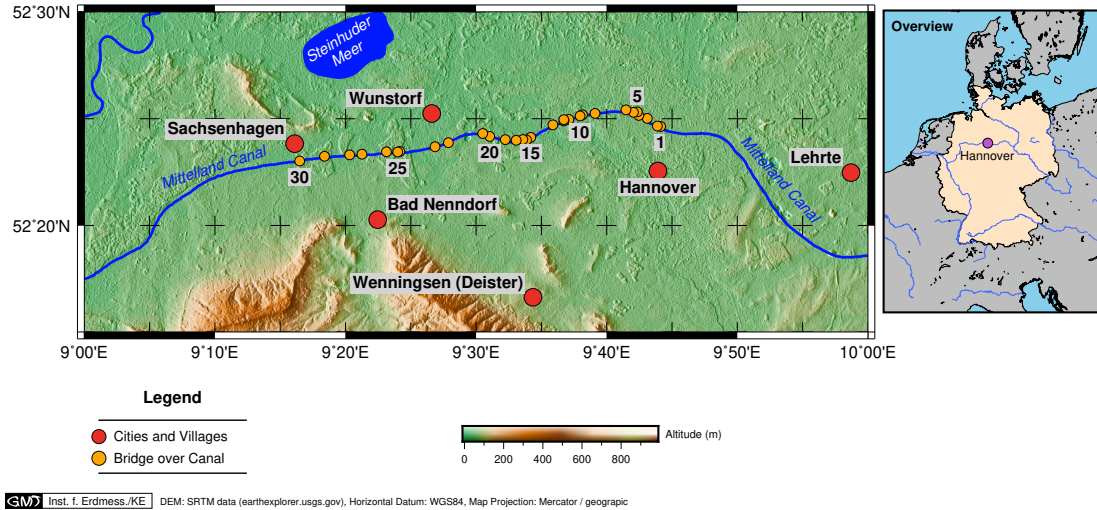 52°30'N
52°20'N
Steinhuder
Meer
Wunstorf
Sachsenhagen
Mittelland Canal
5
10
1
20
15
25
30
Hannover
Lehrte
Mittelland Canal
Bad Nenndorf
Wenningsen (Deister)
9°00'E
9°10'E
9°20'E
9°30'E
9°40'E
9°50'E
10°00'E
Overview
Hannover
Legend
Cities and Villages
Bridge over Canal
Altitude (m)
0 200 400 600 800
GMT Inst. f. Erdmess./KE DEM: SRTM data (earthexplorer.usgs.gov), Horizontal Datum: WGS84, Map Projection: Mercator / geograpic